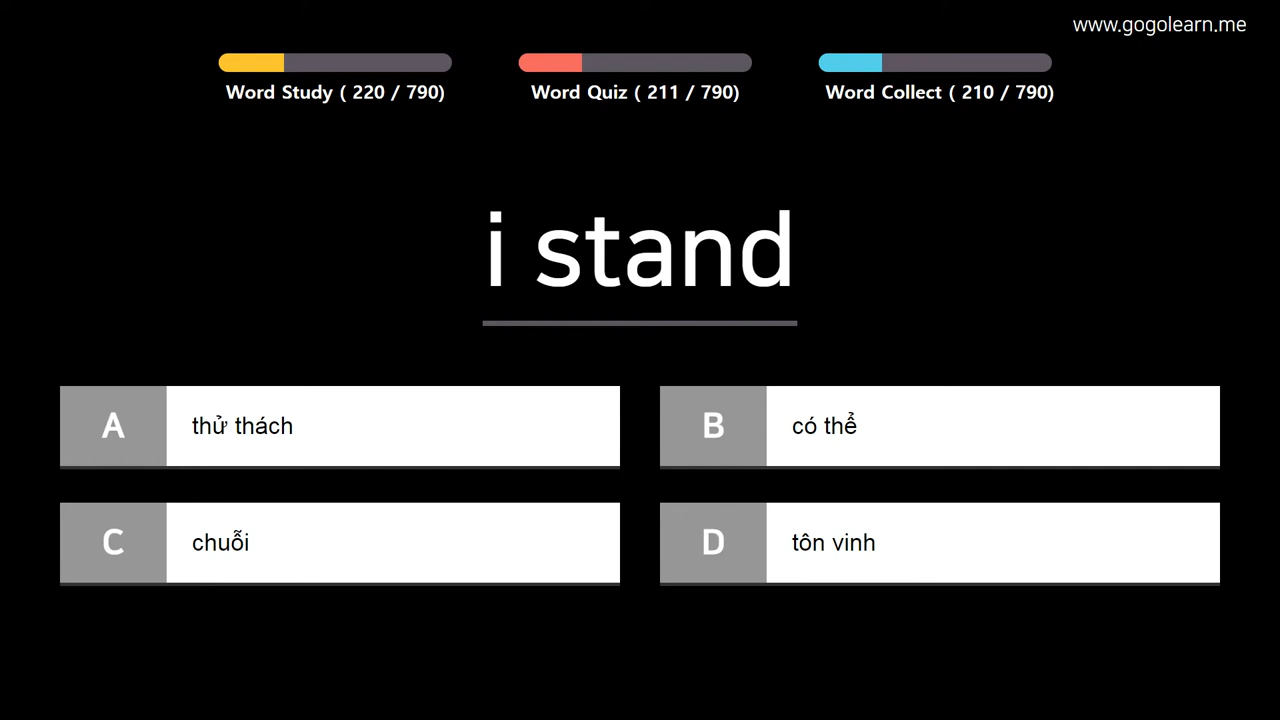 www.gogolearn.me
Word Study ( 220 / 790)
Word Quiz ( 211 / 790)
Word Collect ( 210 / 790)
i stand
A thử thách
B có thể
C chuỗi
D tôn vinh